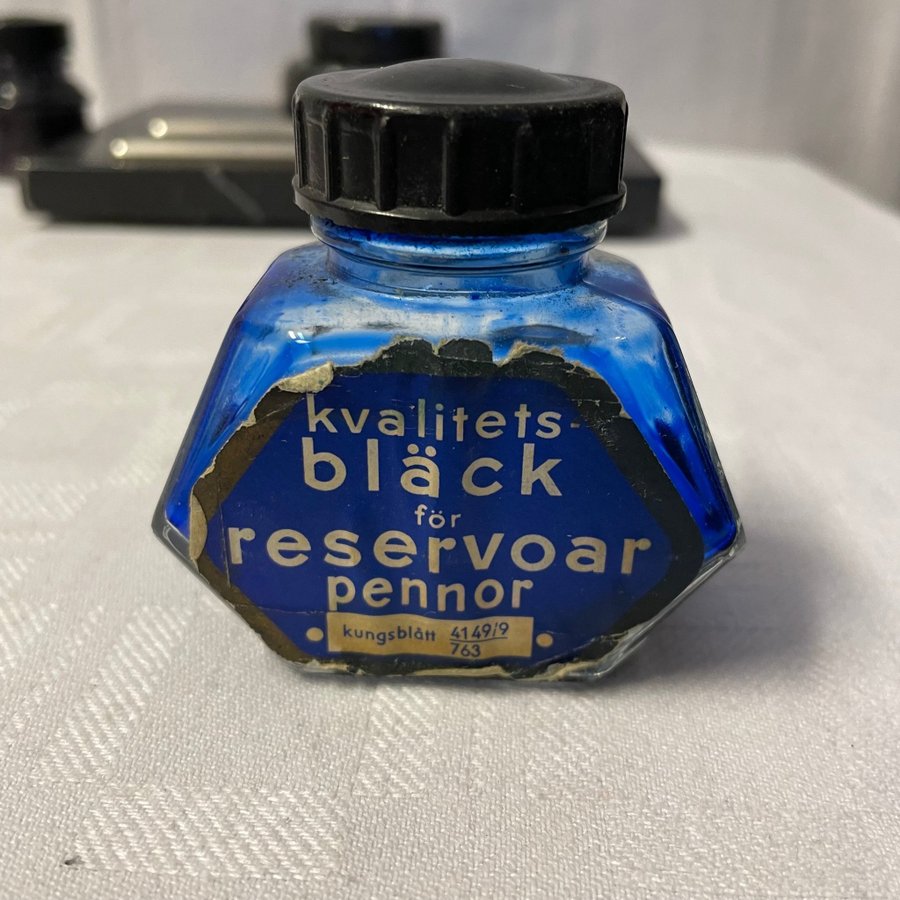 kvalitets-
bläck
för
reservoar
pennor
kungsblått 4149/9
763